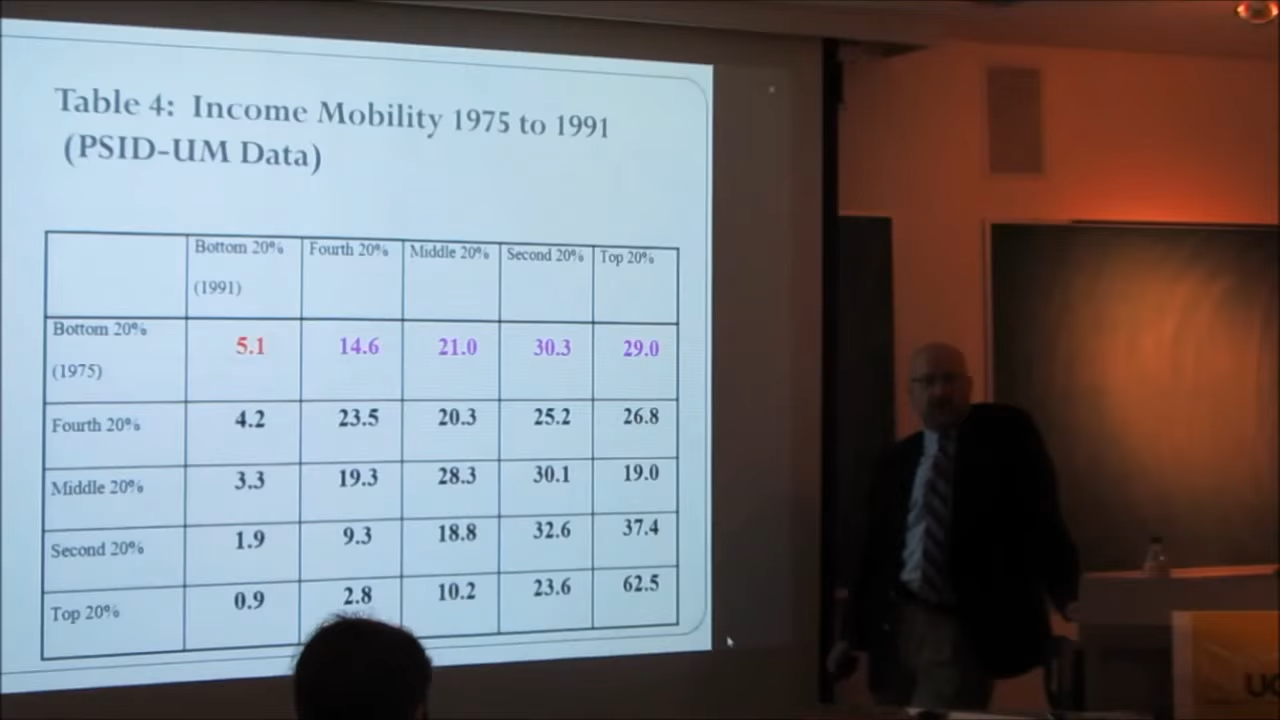 Table 4: Income Mobility 1975 to 1991
(PSID-UM Data)
Bottom 20% Fourth 20% Middle 20% Second 20% Top 20%
(1991)
Bottom 20%
(1975) 5.1 14.6 21.0 30.3 29.0
Fourth 20% 4.2 23.5 20.3 25.2 26.8
Middle 20% 3.3 19.3 28.3 30.1 19.0
Second 20% 1.9 9.3 18.8 32.6 37.4
Top 20% 0.9 2.8 10.2 23.6 62.5